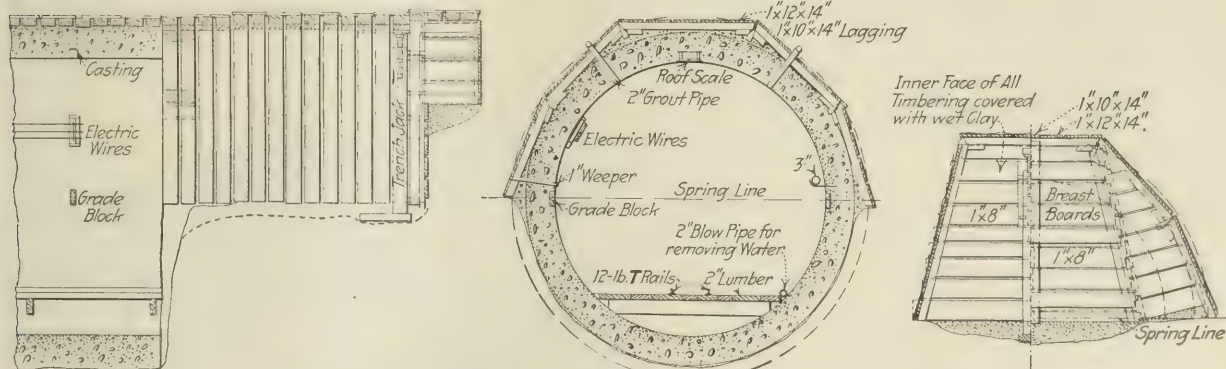 Casting
Electric
Wires
Grade
Block
Trench Jack
1"x12"x14"
1"x10"x14" Lagging
Roof Scale
2" Grout Pipe
Electric Wires
1" Weeper
Spring Line
3"
Grade Block
2" Blow Pipe for
removing Water
12-lb. T Rails
2" Lumber
Inner Face of All
Timbering covered
with wet Clay
1"x10"x14"
1"x12"x14".
1"x8"
Breast
Boards
1"x8"
Spring Line